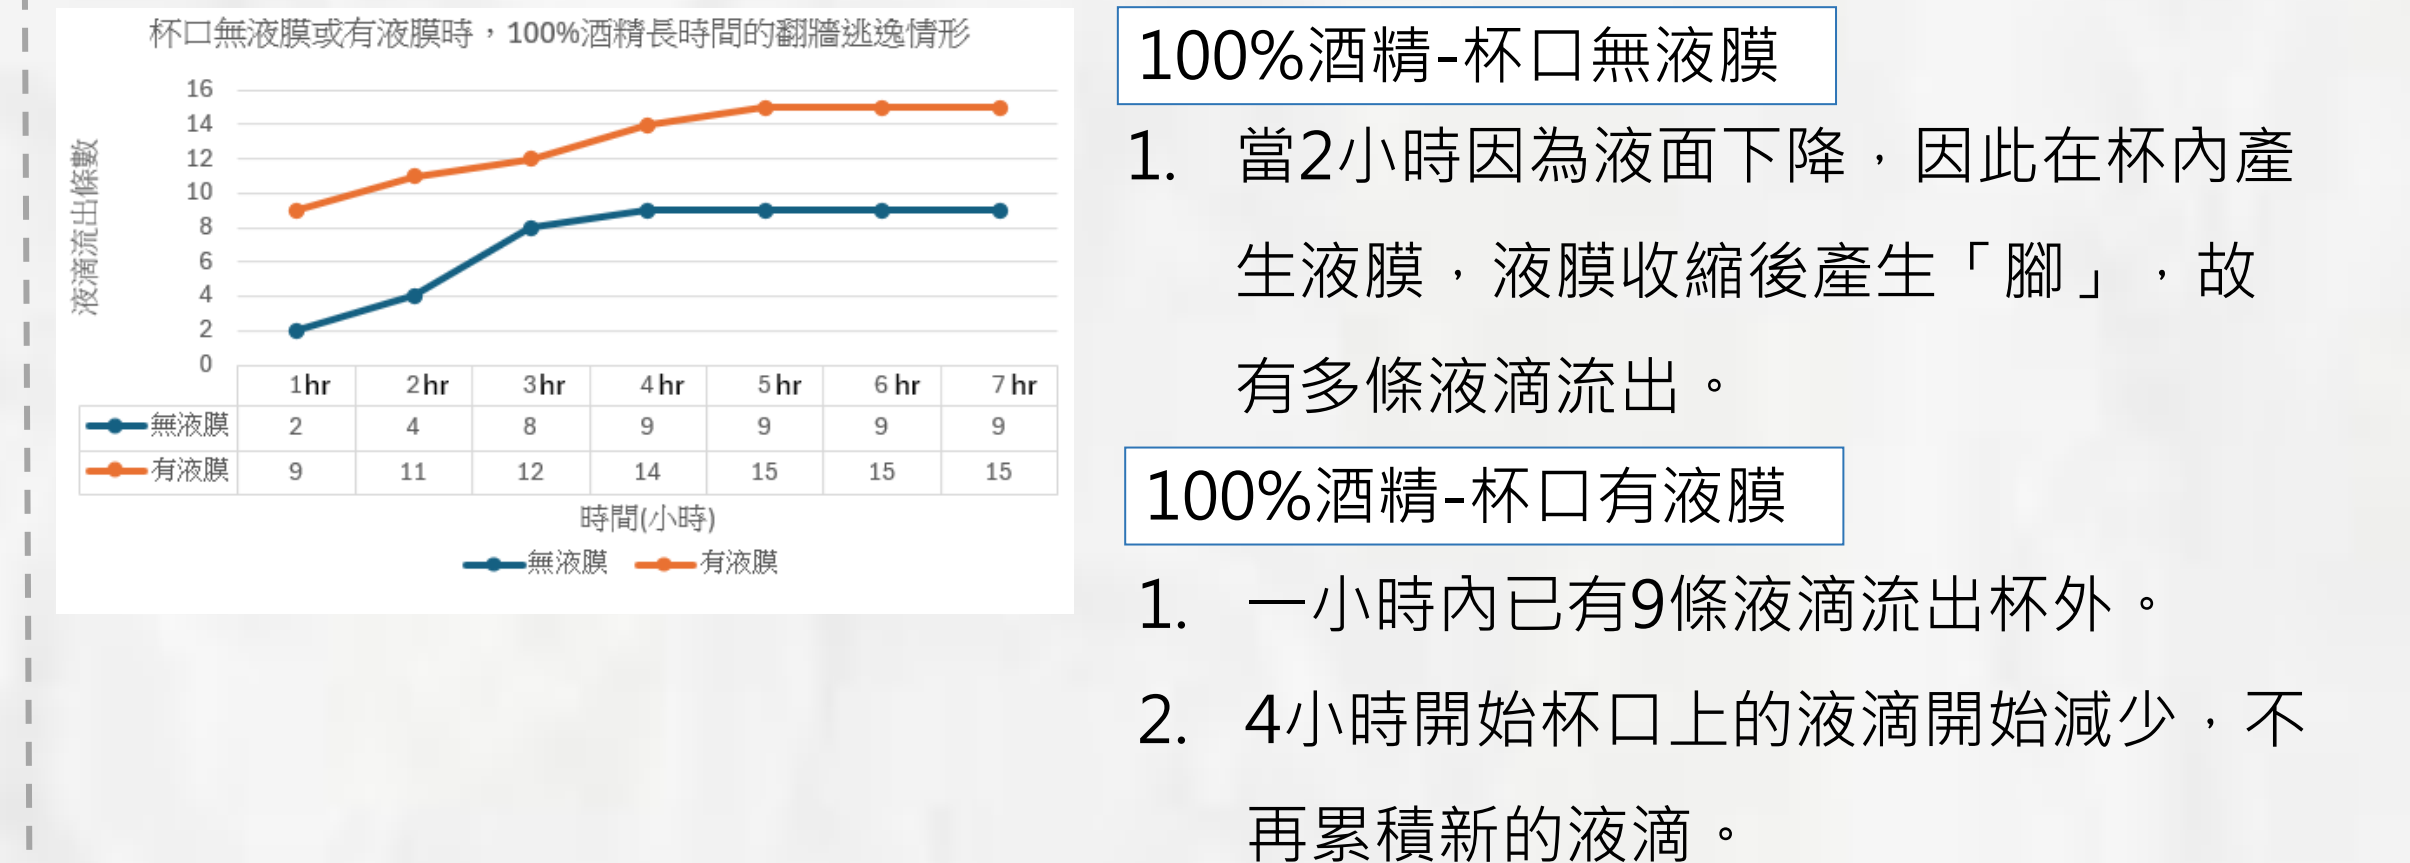 杯口無液膜或有液膜時，100%酒精長時間的翻牆逃逸情形
液滴流出條數
16
14
12
10
8
6
4
2
0
1hr 2hr 3hr 4hr 5hr 6hr 7hr
無液膜 2 4 8 9 9 9 9
有液膜 9 11 12 14 15 15 15
時間(小時)
無液膜 有液膜
100%酒精-杯口無液膜
1. 當2小時因為液面下降，因此在杯內產
生液膜，液膜收縮後產生「腳」，故
有多條液滴流出。
100%酒精-杯口有液膜
1. 一小時內已有9條液滴流出杯外。
2. 4小時開始杯口上的液滴開始減少，不
再累積新的液滴。